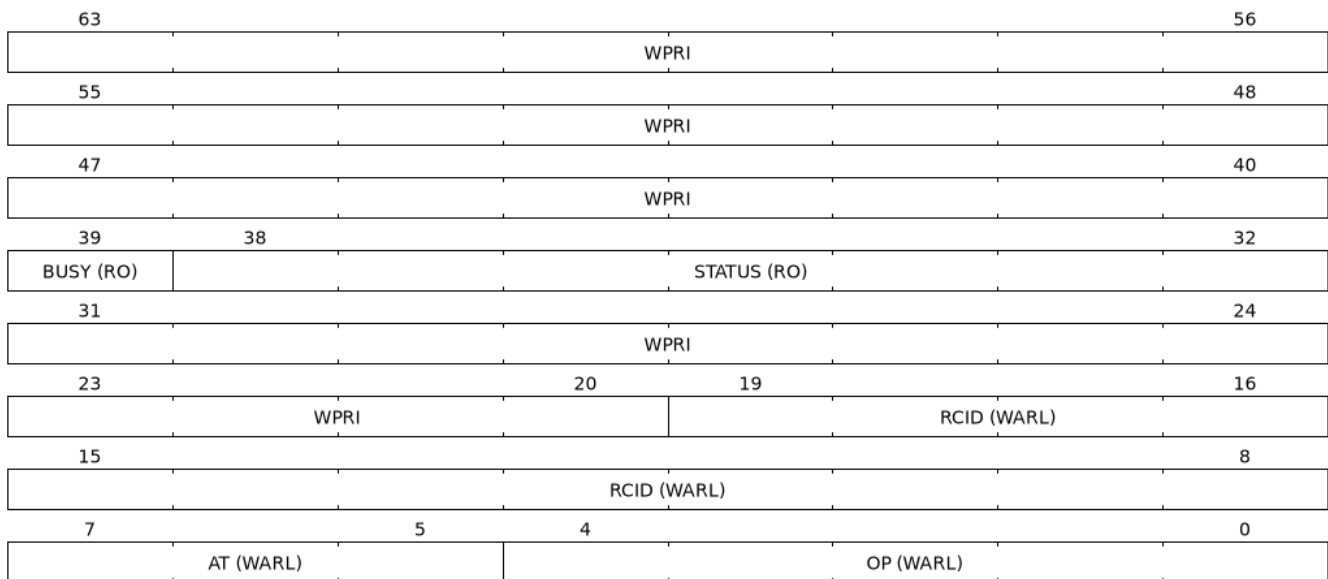 63 56
WPRI
55 48
WPRI
47 40
WPRI
39 38 32
BUSY (RO) STATUS (RO)
31 24
WPRI
23 20 19 16
WPRI RCID (WARL)
15 8
RCID (WARL)
7 5 4 0
AT (WARL) OP (WARL)